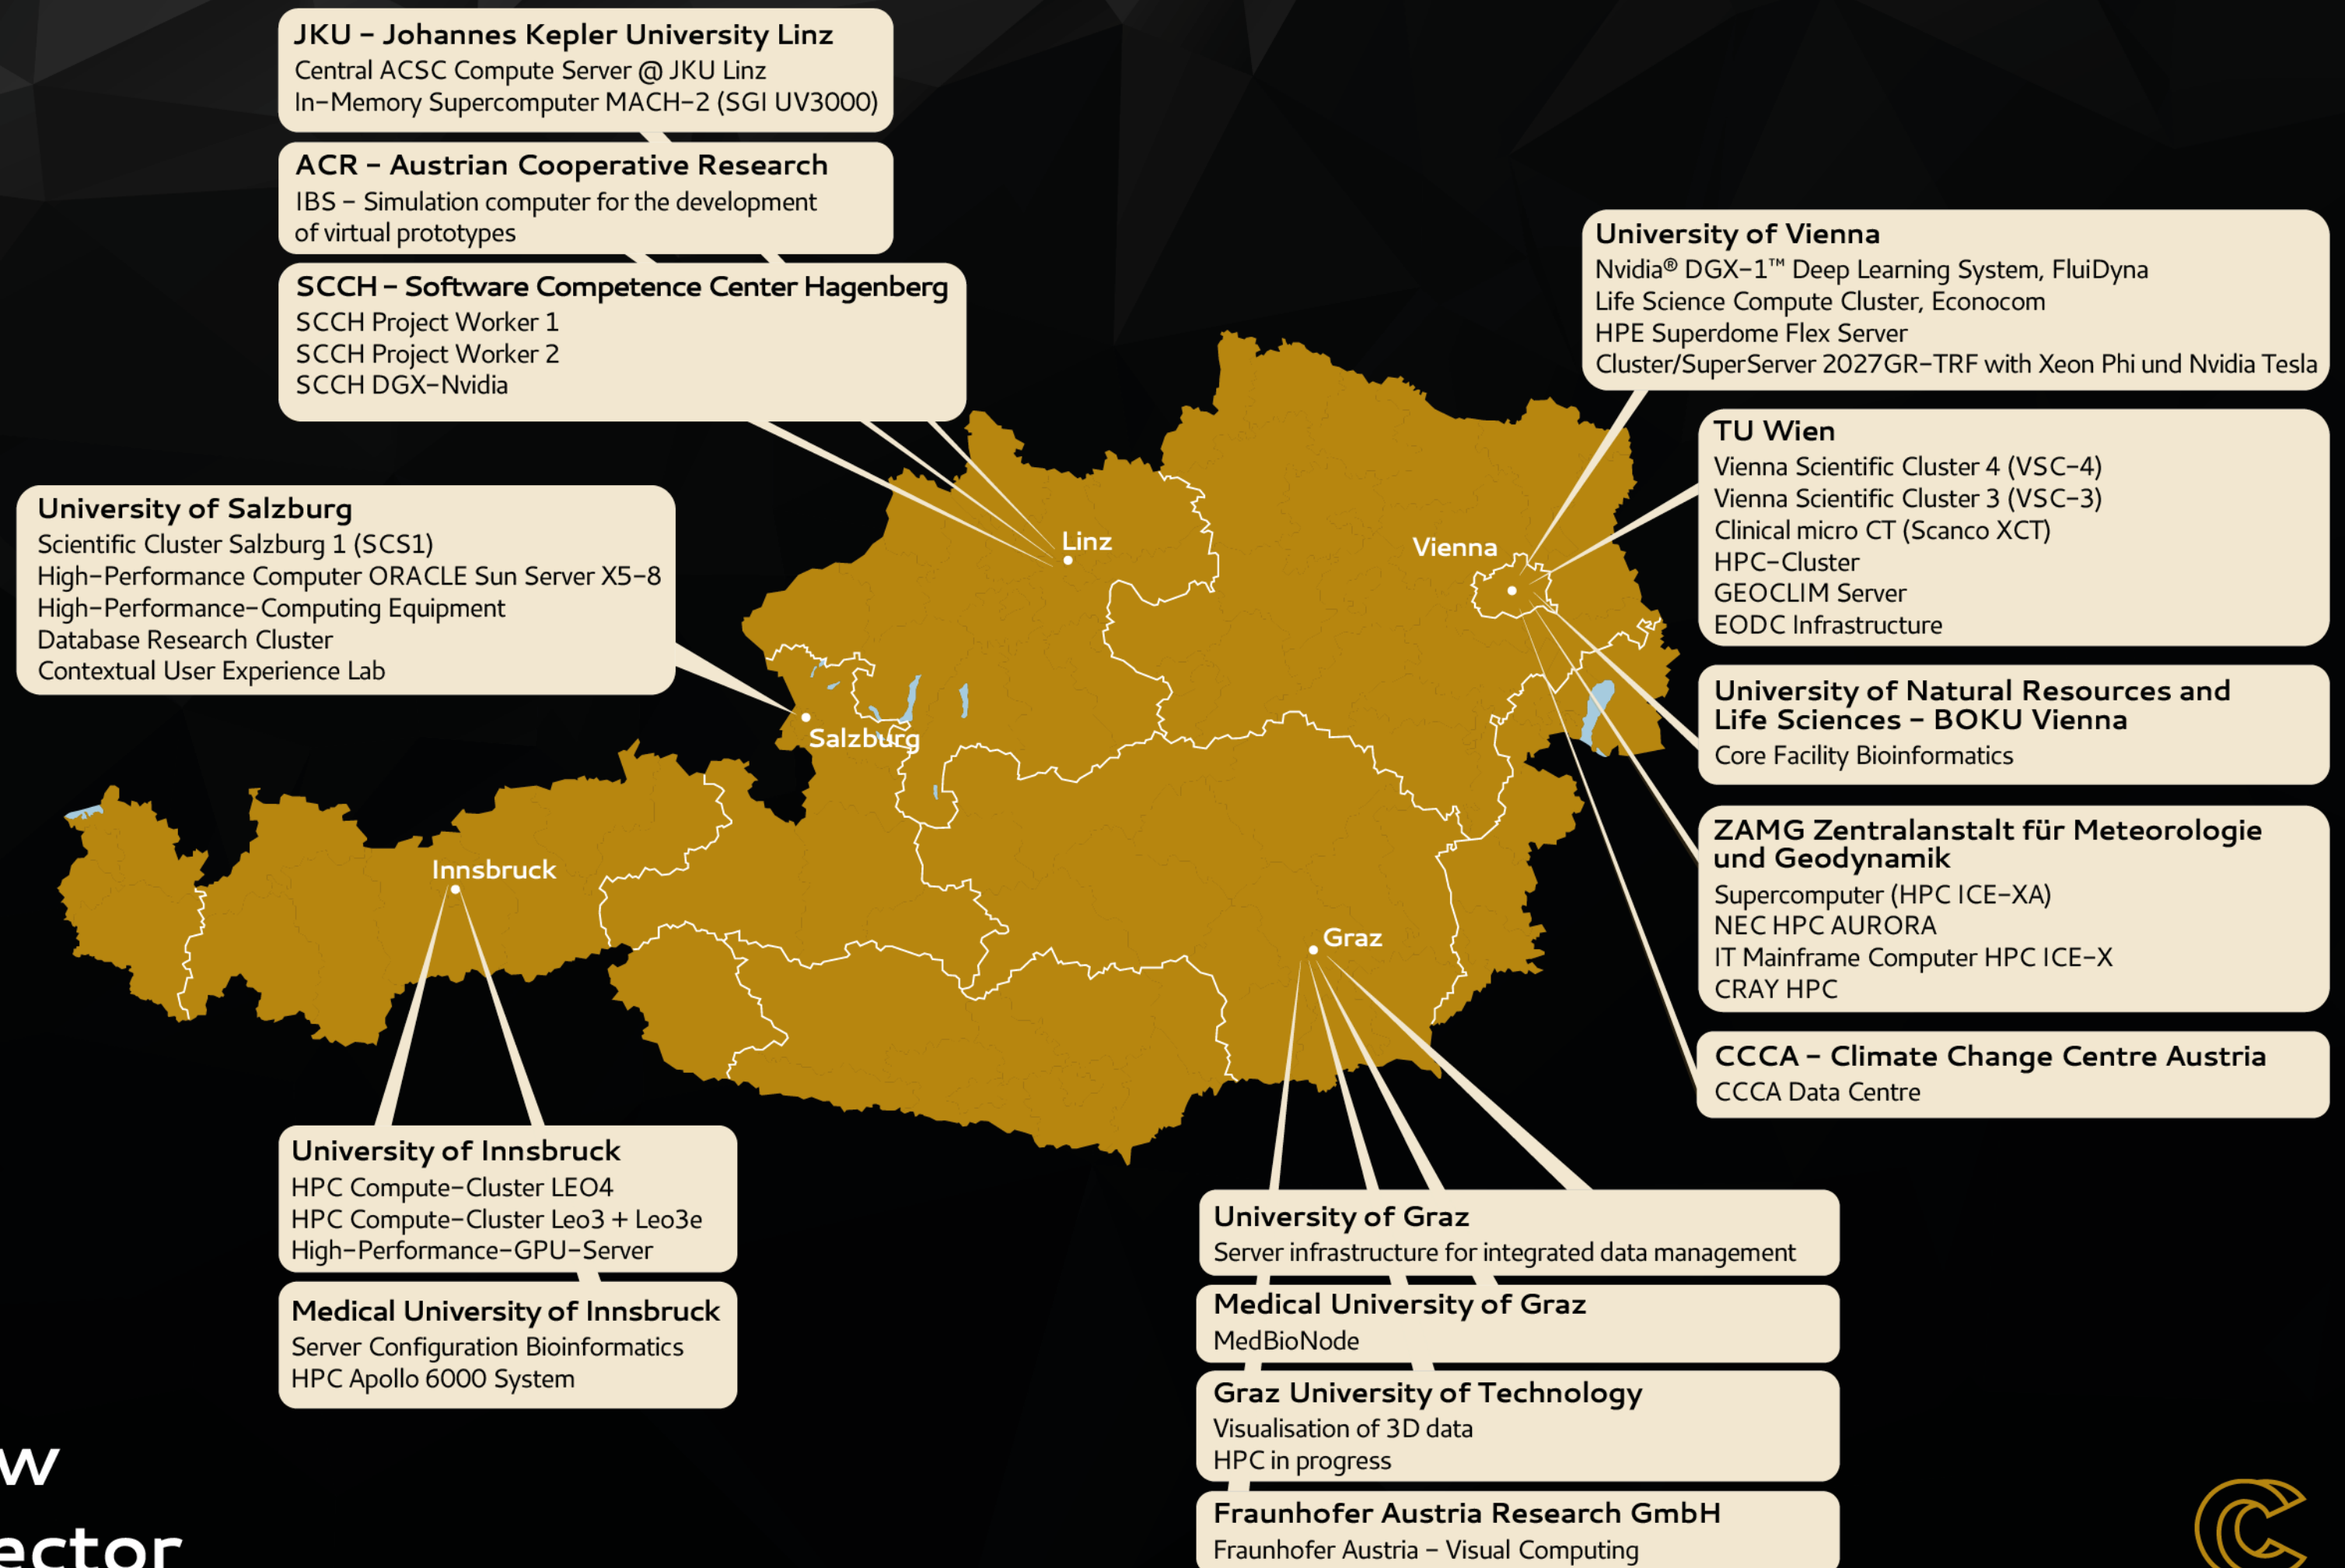 JKU – Johannes Kepler University Linz
Central ACSC Compute Server @ JKU Linz
In-Memory Supercomputer MACH-2 (SGI UV3000)
ACR – Austrian Cooperative Research
IBS – Simulation computer for the development
of virtual prototypes
SCCH – Software Competence Center Hagenberg
SCCH Project Worker 1
SCCH Project Worker 2
SCCH DGX-Nvidia
University of Salzburg
Scientific Cluster Salzburg 1 (SCS1)
High-Performance Computer ORACLE Sun Server X5-8
High-Performance-Computing Equipment
Database Research Cluster
Contextual User Experience Lab
University of Vienna
Nvidia® DGX-1™ Deep Learning System, FluiDyna
Life Science Compute Cluster, Econocom
HPE Superdome Flex Server
Cluster/SuperServer 2027GR-TRF with Xeon Phi und Nvidia Tesla
TU Wien
Vienna Scientific Cluster 4 (VSC-4)
Vienna Scientific Cluster 3 (VSC-3)
Clinical micro CT (Scanco XCT)
HPC-Cluster
GEOCLIM Server
EODC Infrastructure
University of Natural Resources and
Life Sciences – BOKU Vienna
Core Facility Bioinformatics
ZAMG Zentralanstalt für Meteorologie
und Geodynamik
Supercomputer (HPC ICE-XA)
NEC HPC AURORA
IT Mainframe Computer HPC ICE-X
CRAY HPC
CCCA – Climate Change Centre Austria
CCCA Data Centre
Linz
Vienna
Salzburg
Innsbruck
Graz
University of Innsbruck
HPC Compute-Cluster LEO4
HPC Compute-Cluster Leo3 + Leo3e
High-Performance-GPU-Server
Medical University of Innsbruck
Server Configuration Bioinformatics
HPC Apollo 6000 System
University of Graz
Server infrastructure for integrated data management
Medical University of Graz
MedBioNode
Graz University of Technology
Visualisation of 3D data
HPC in progress
Fraunhofer Austria Research GmbH
Fraunhofer Austria – Visual Computing
w
ector